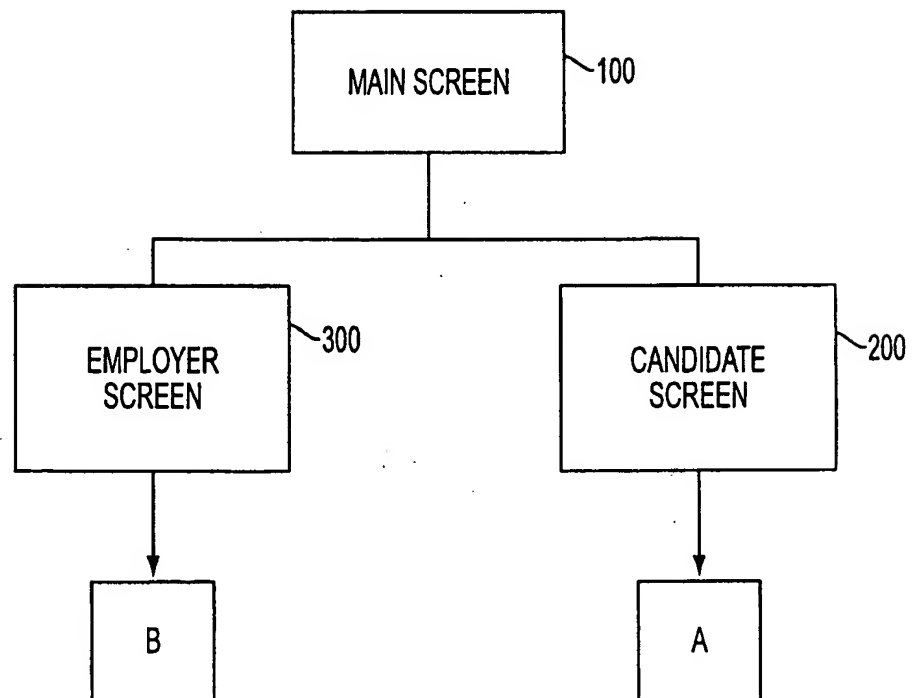 MAIN SCREEN
100
EMPLOYER
SCREEN
300
CANDIDATE
SCREEN
200
B
A